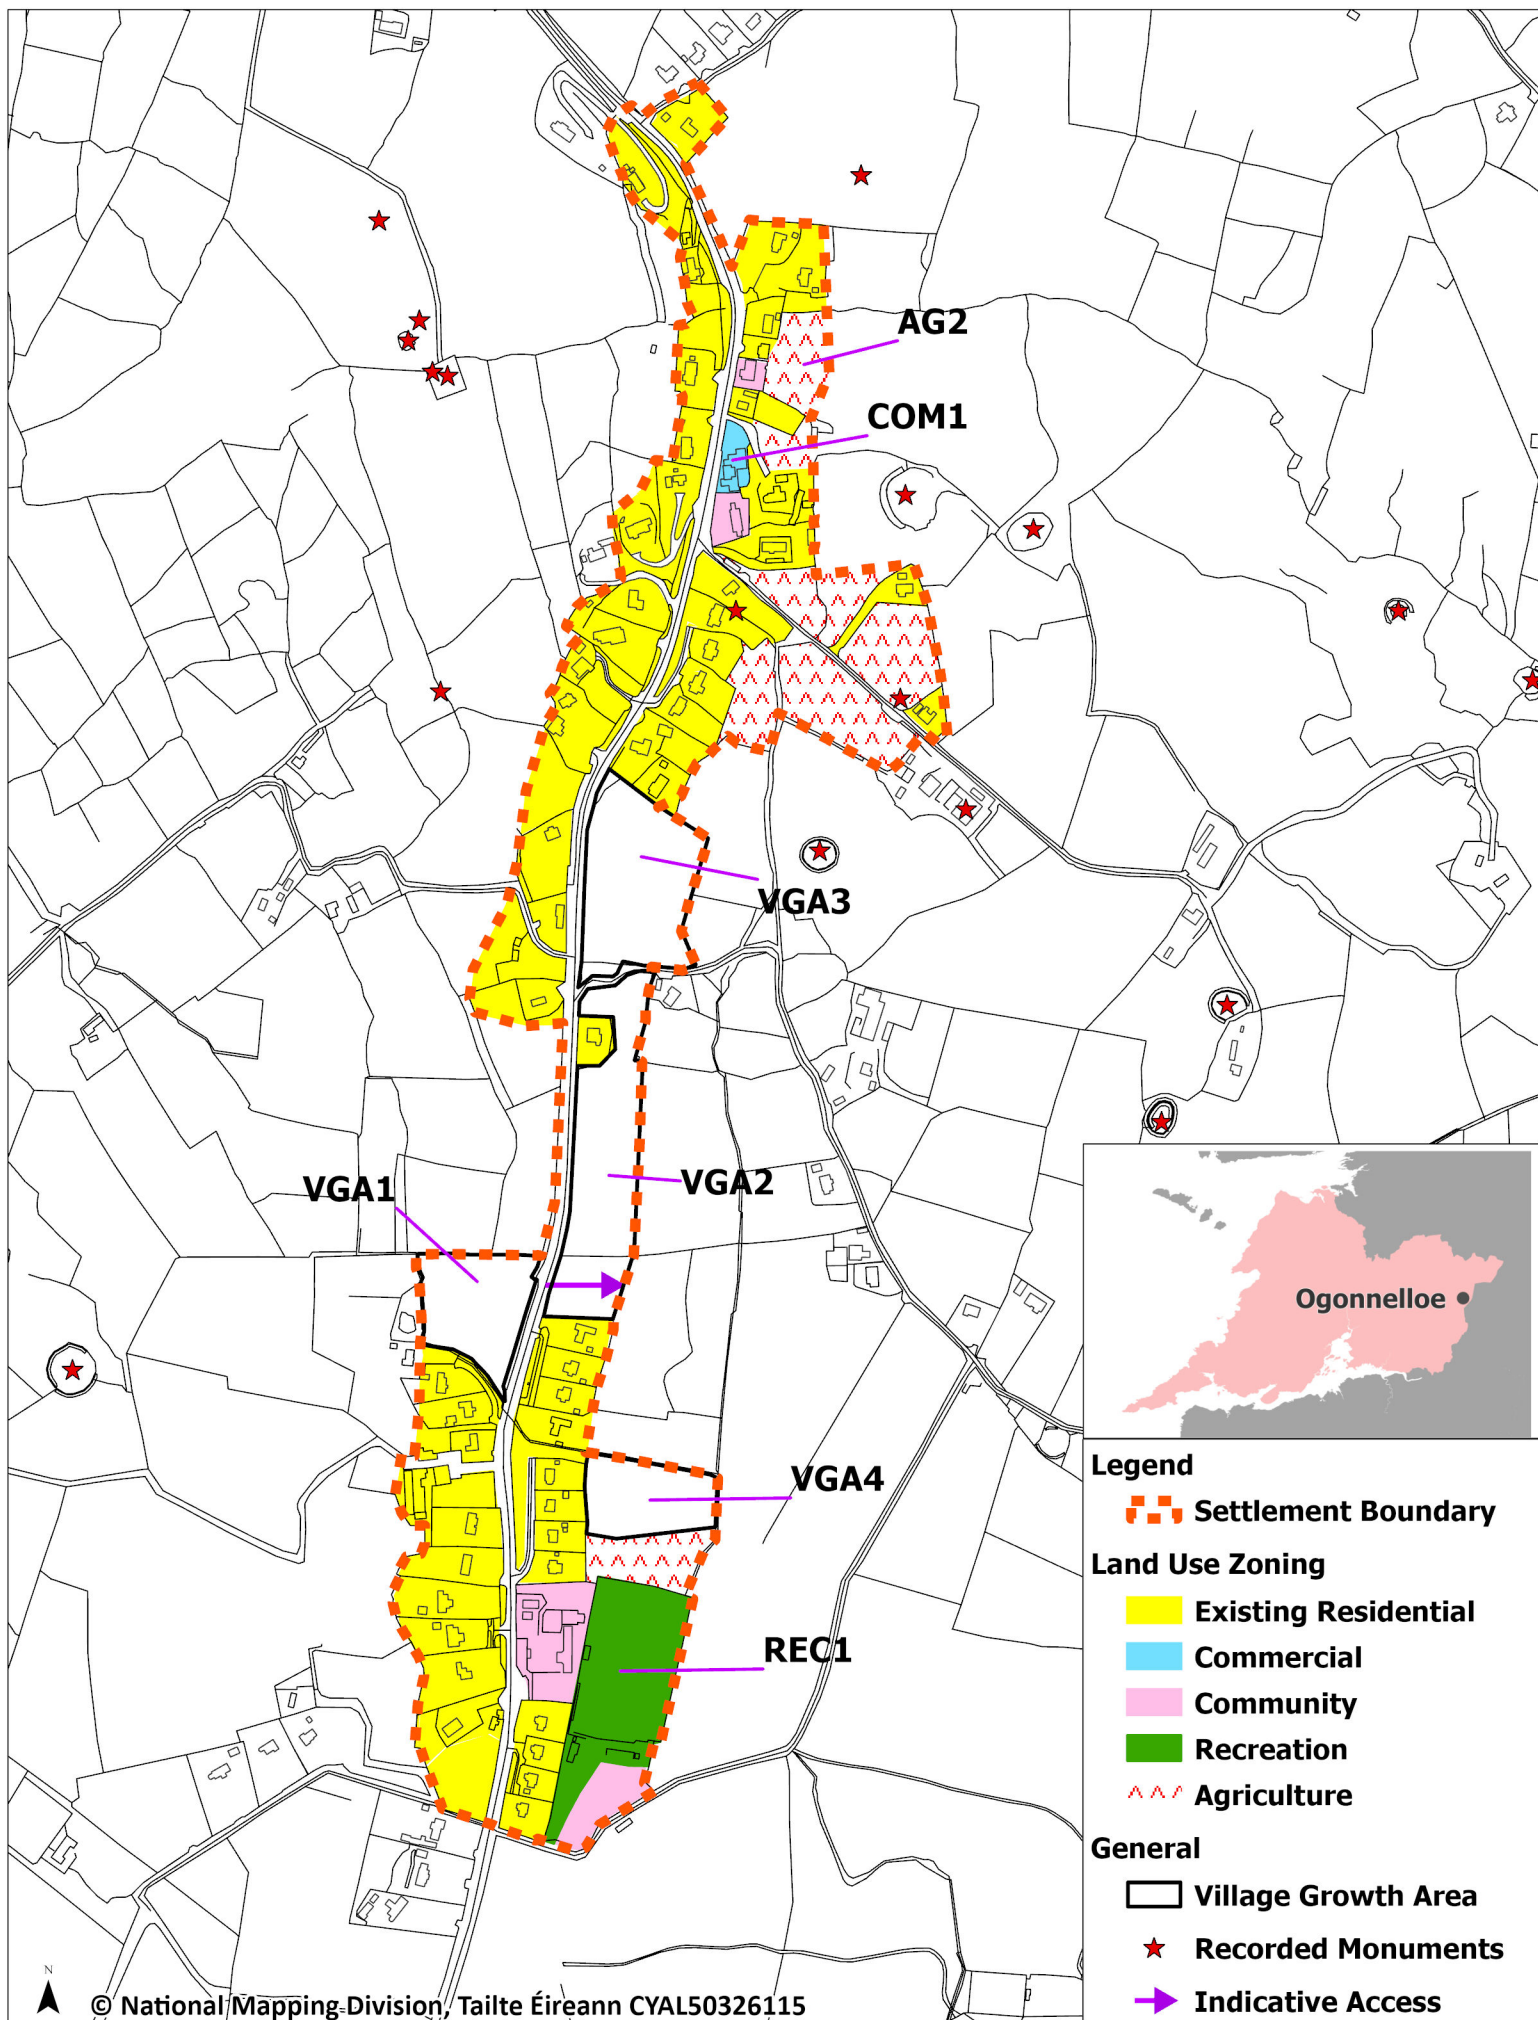 AG2
COM1
VGA3
VGA1
VGA2
VGA4
REC1
Ogonnelloe
Legend
Settlement Boundary
Land Use Zoning
Existing Residential
Commercial
Community
Recreation
Agriculture
General
Village Growth Area
Recorded Monuments
Indicative Access
N
© National Mapping Division, Tailte Éireann CYAL50326115